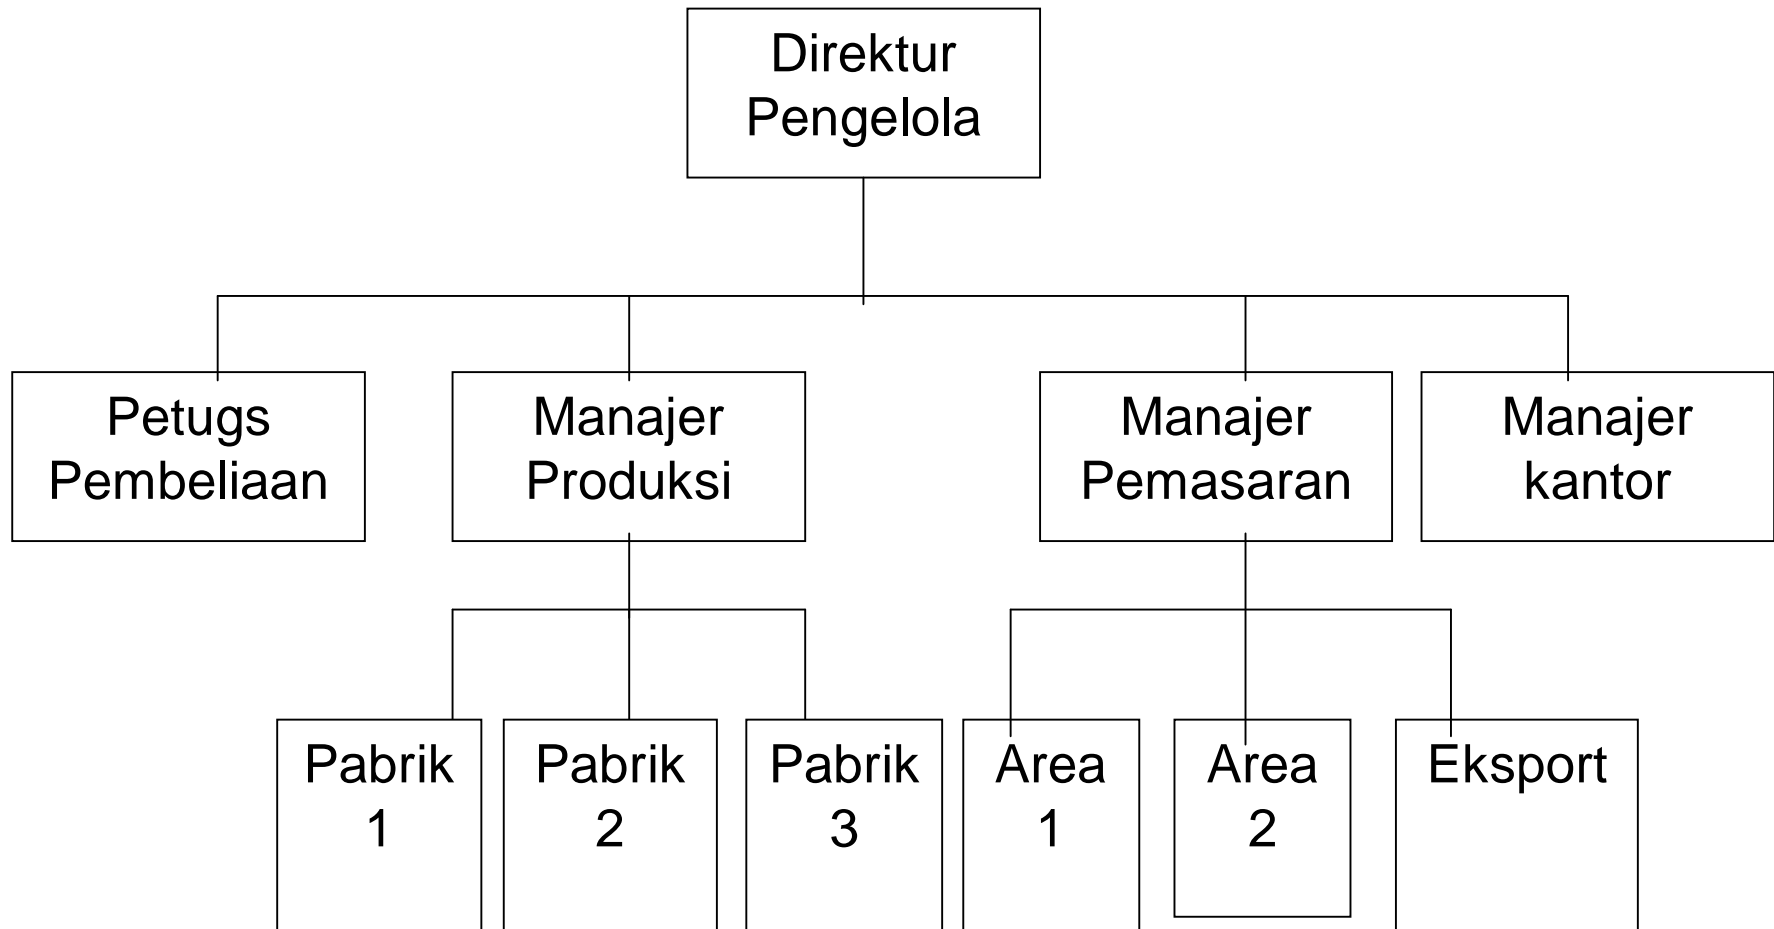 Direktur
Pengelola
Petugs
Pembeliaan
Manajer
Produksi
Manajer
Pemasaran
Manajer
kantor
Pabrik
1
Pabrik
2
Pabrik
3
Area
1
Area
2
Eksport